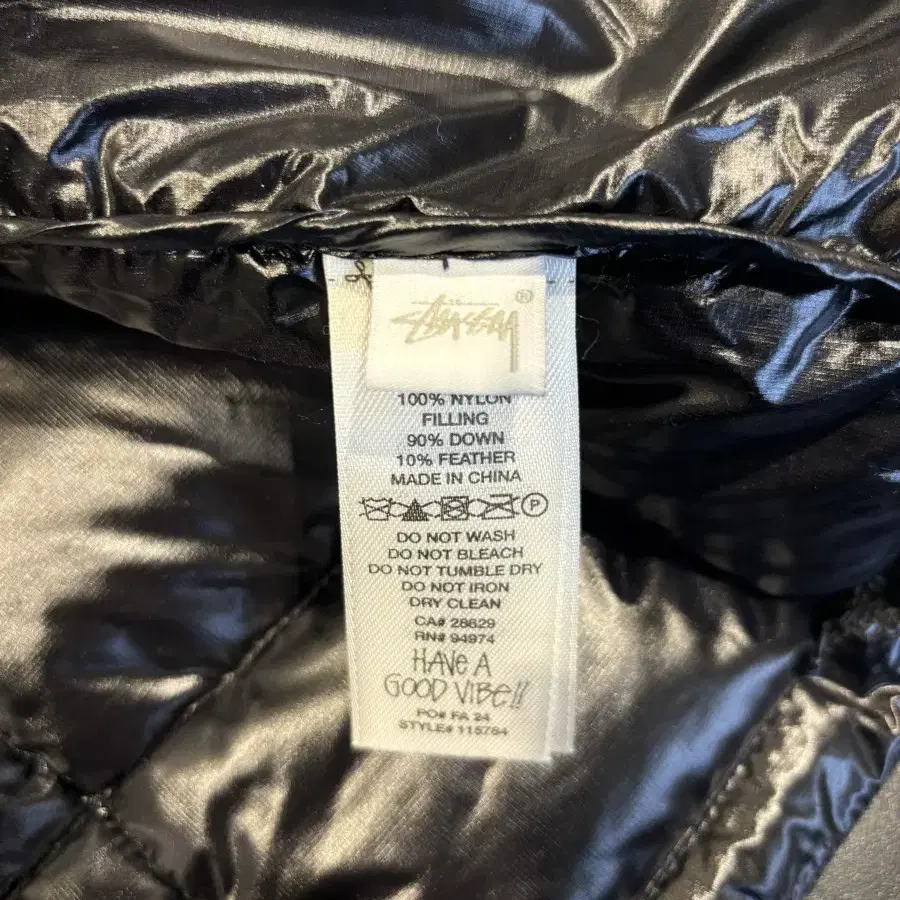 STÜSSY ®
100% NYLON
FILLING
90% DOWN
10% FEATHER
MADE IN CHINA
P
DO NOT WASH
DO NOT BLEACH
DO NOT TUMBLE DRY
DO NOT IRON
DRY CLEAN
CA# 28629
RN# 94974
HAVE A
GOOD VIBE!!
PO# FA 24
STYLE# 115784